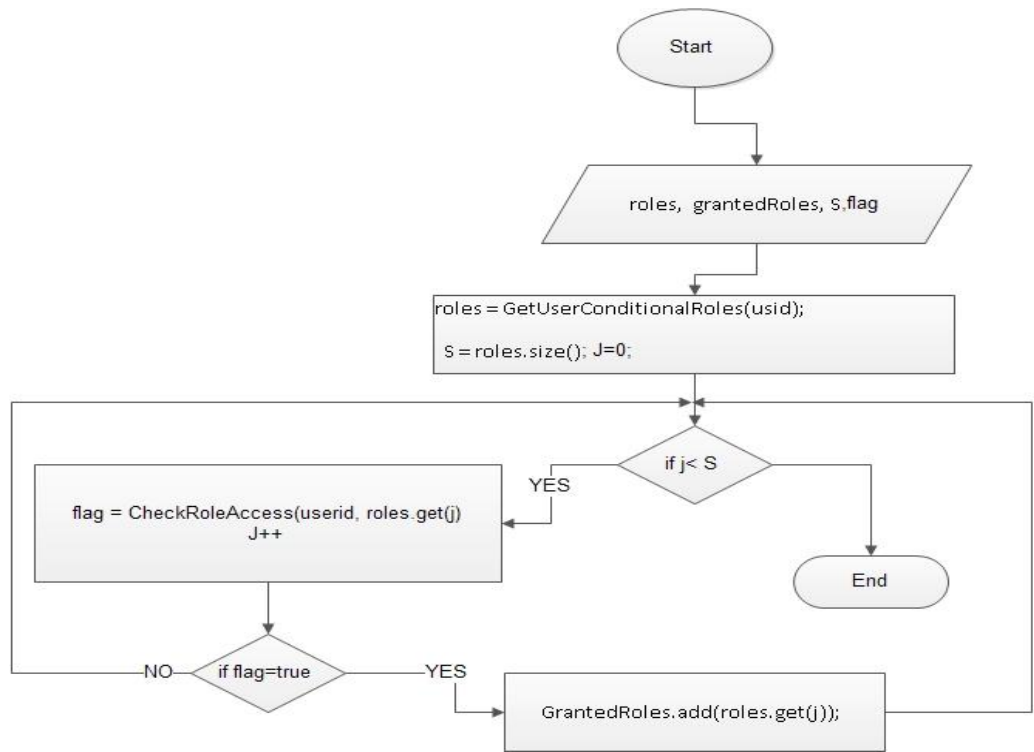 Start
roles, grantedRoles, S,flag
roles = GetUserConditionalRoles(usid);
S = roles.size(); J=0;
if j< S
YES
flag = CheckRoleAccess(userid, roles.get(j)
J++
End
if flag=true
NO
YES
GrantedRoles.add(roles.get(j));